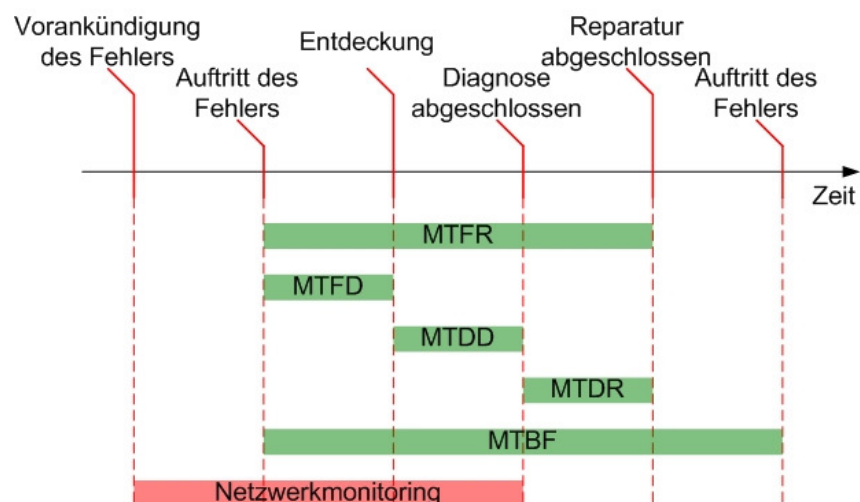 Vorankündigung
des Fehlers
Auftritt des
Fehlers
Entdeckung
Diagnose
abgeschlossen
Reparatur
abgeschlossen
Auftritt des
Fehlers
Zeit
MTFR
MTFD
MTDD
MTDR
MTBF
Netzwerkmonitoring